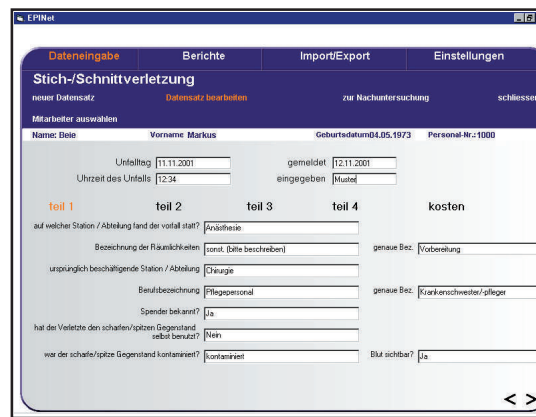 EPINet
Dateneingabe Berichte Import/Export Einstellungen
Stich-/Schnittverletzung
neuer Datensatz Datensatz bearbeiten zur Nachuntersuchung schliessen
Mitarbeiter auswählen
Name: Beie Vorname Markus Geburtsdatum04.05.1973 Personal-Nr.:1000
Unfalltag 11.11.2001 gemeldet 12.11.2001
Uhrzeit des Unfalls 12:34 eingegeben Muster
teil 1 teil 2 teil 3 teil 4 kosten
auf welcher Station / Abteilung fand der vorfall statt? Anästhesie
Bezeichnung der Räumlichkeiten sonst. (bitte beschreiben) genaue Bez. Vorbereitung
ursprünglich beschäftigende Station / Abteilung Chirurgie
Berufsbezeichnung Pflegepersonal genaue Bez. Krankenschwester/-pfleger
Spender bekannt? Ja
hat der Verletzte den scharfen/spitzen Gegenstand
selbst benutzt? Nein
war der scharfe/spitze Gegenstand kontaminiert? kontaminiert Blut sichtbar? Ja
< >